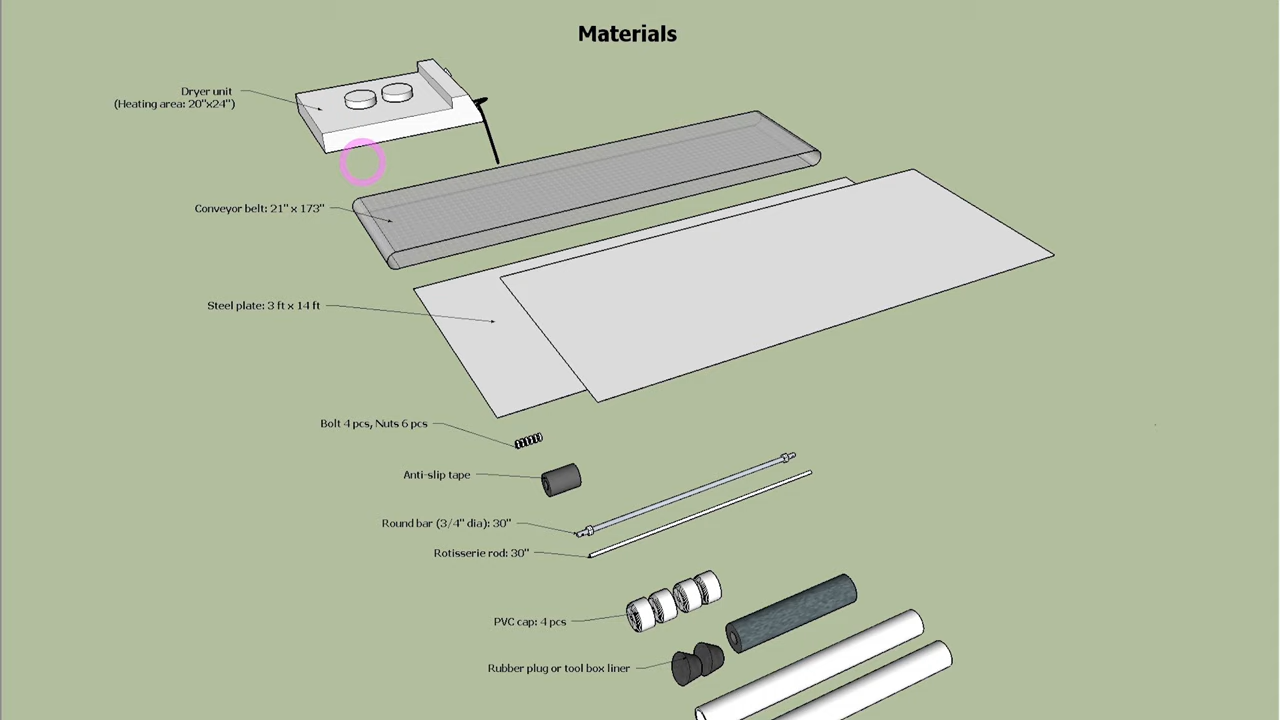 Materials
Dryer unit
(Heating area: 20"x24")
Conveyor belt: 21" x 173"
Steel plate: 3 ft x 14 ft
Bolt 4 pcs, Nuts 6 pcs
Anti-slip tape
Round bar (3/4" dia): 30"
Rotisserie rod: 30"
PVC cap: 4 pcs
Rubber plug or tool box liner